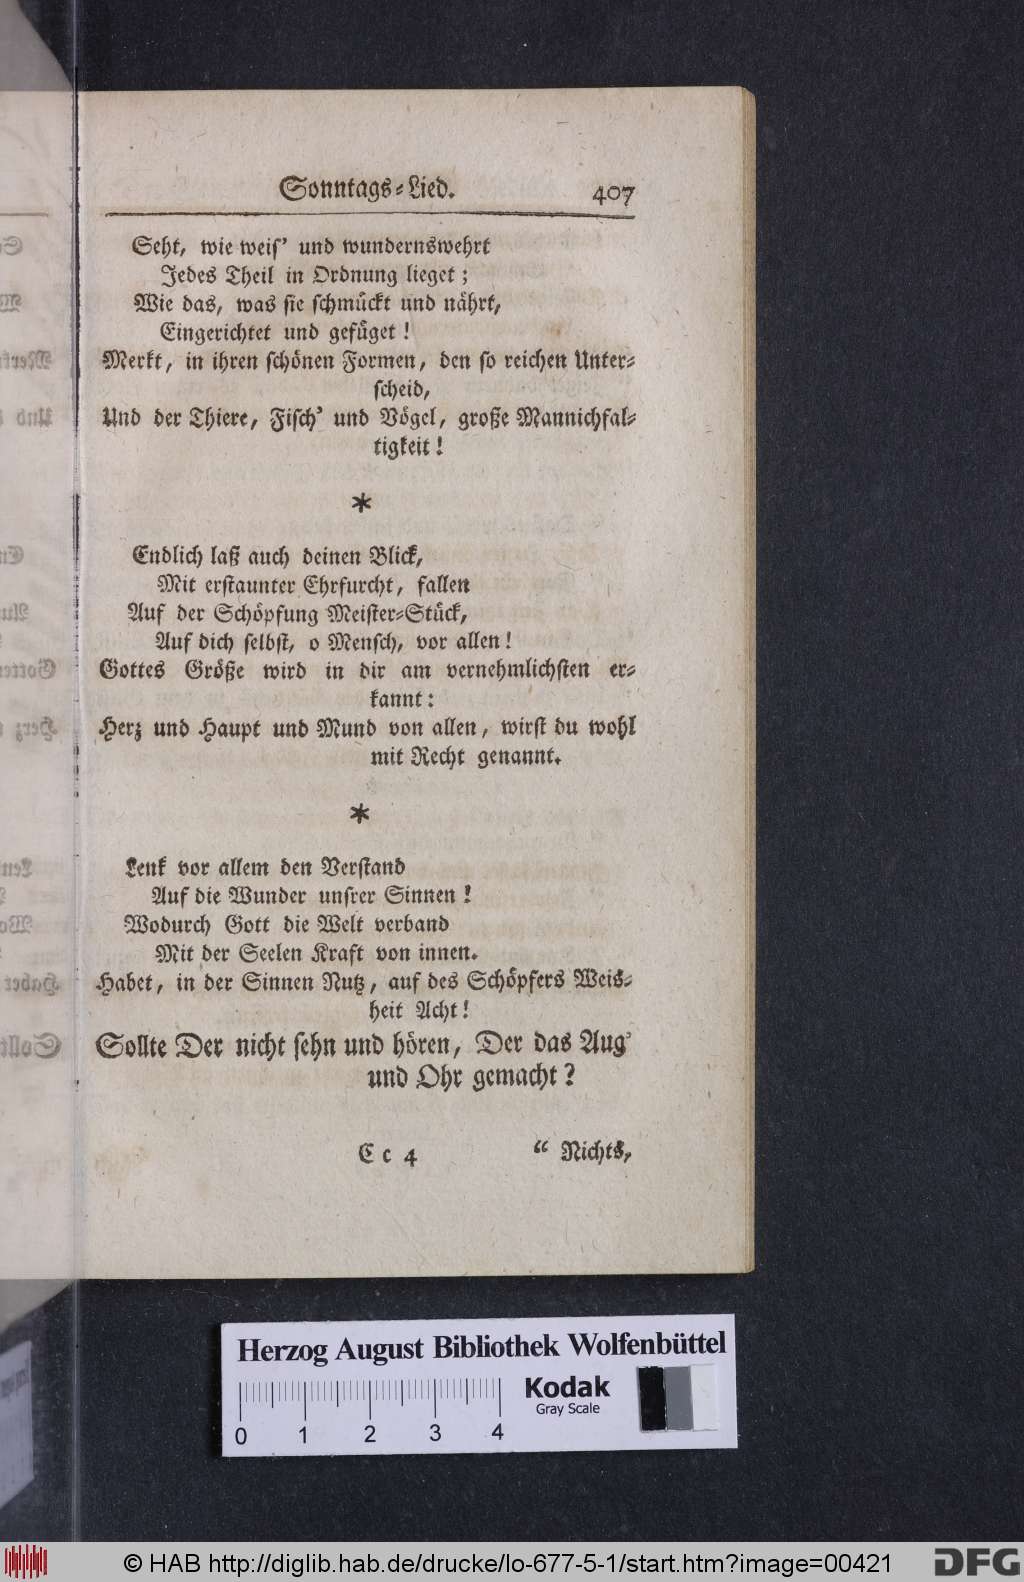 Sonntags-Lied. 407
Seht, wie weis' und wundernswehrt
Jedes Theil in Ordnung lieget;
Wie das, was sie schmückt und nährt,
Eingerichtet und gefüget!
Merkt, in ihren schönen Formen, den so reichen Unter-
scheid,
Und der Thiere, Fisch' und Vögel, große Mannichfal-
tigkeit!
*
Endlich laß auch deinen Blick,
Mit erstaunter Ehrfurcht, fallen
Auf der Schöpfung Meister-Stück,
Auf dich selbst, o Mensch, vor allen!
Gottes Größe wird in dir am vernehmlichsten er-
kannt:
Herz und Haupt und Mund von allen, wirst du wohl
mit Recht genannt.
*
Lenk vor allem den Verstand
Auf die Wunder unsrer Sinnen!
Wodurch Gott die Welt verband
Mit der Seelen Kraft von innen.
Habet, in der Sinnen Nutz, auf des Schöpfers Weis-
heit Acht!
Sollte Der nicht sehn und hören, Der das Aug'
und Ohr gemacht?
C c 4 “ Nichts,
Herzog August Bibliothek Wolfenbüttel
Kodak
Gray Scale
0 1 2 3 4
© HAB http://diglib.hab.de/drucke/lo-677-5-1/start.htm?image=00421
DFG